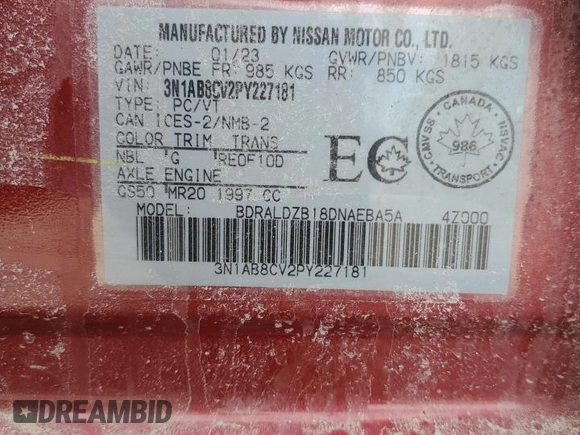 MANUFACTURED BY NISSAN MOTOR CO., LTD.
DATE: 01/23 GVWR/PNBV: 1815 KGS
GAWR/PNBE FR 985 KGS RR: 850 KGS
VIN: 3N1AB8CV2PY227181
TYPE: PC/VT
CAN ICES-2/NMB-2
COLOR TRIM TRANS
NBL G RE0F10D
AXLE ENGINE
GS50 MR20 1997 CC
MODEL: BDRALDZB18DNAEBA5A 4Z900
3N1AB8CV2PY227181
EC
CANADA
CMVSS NSVAC
986
TRANSPORT
DREAMBID